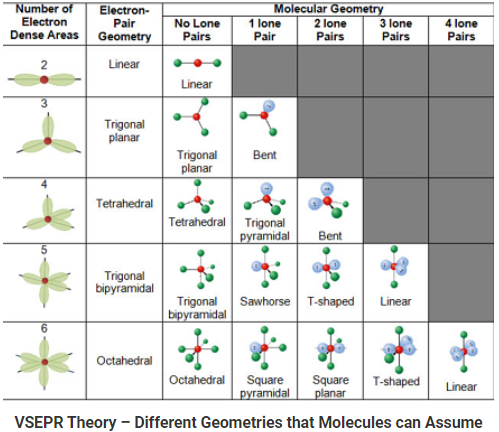 Number of Electron Dense Areas
Electron-Pair Geometry
Molecular Geometry
No Lone Pairs
1 lone Pair
2 lone Pairs
3 lone Pairs
4 lone Pairs
2
Linear
Linear
3
Trigonal planar
Trigonal planar
Bent
4
Tetrahedral
Tetrahedral
Trigonal pyramidal
Bent
5
Trigonal bipyramidal
Trigonal bipyramidal
Sawhorse
T-shaped
Linear
6
Octahedral
Octahedral
Square pyramidal
Square planar
T-shaped
Linear
VSEPR Theory – Different Geometries that Molecules can Assume